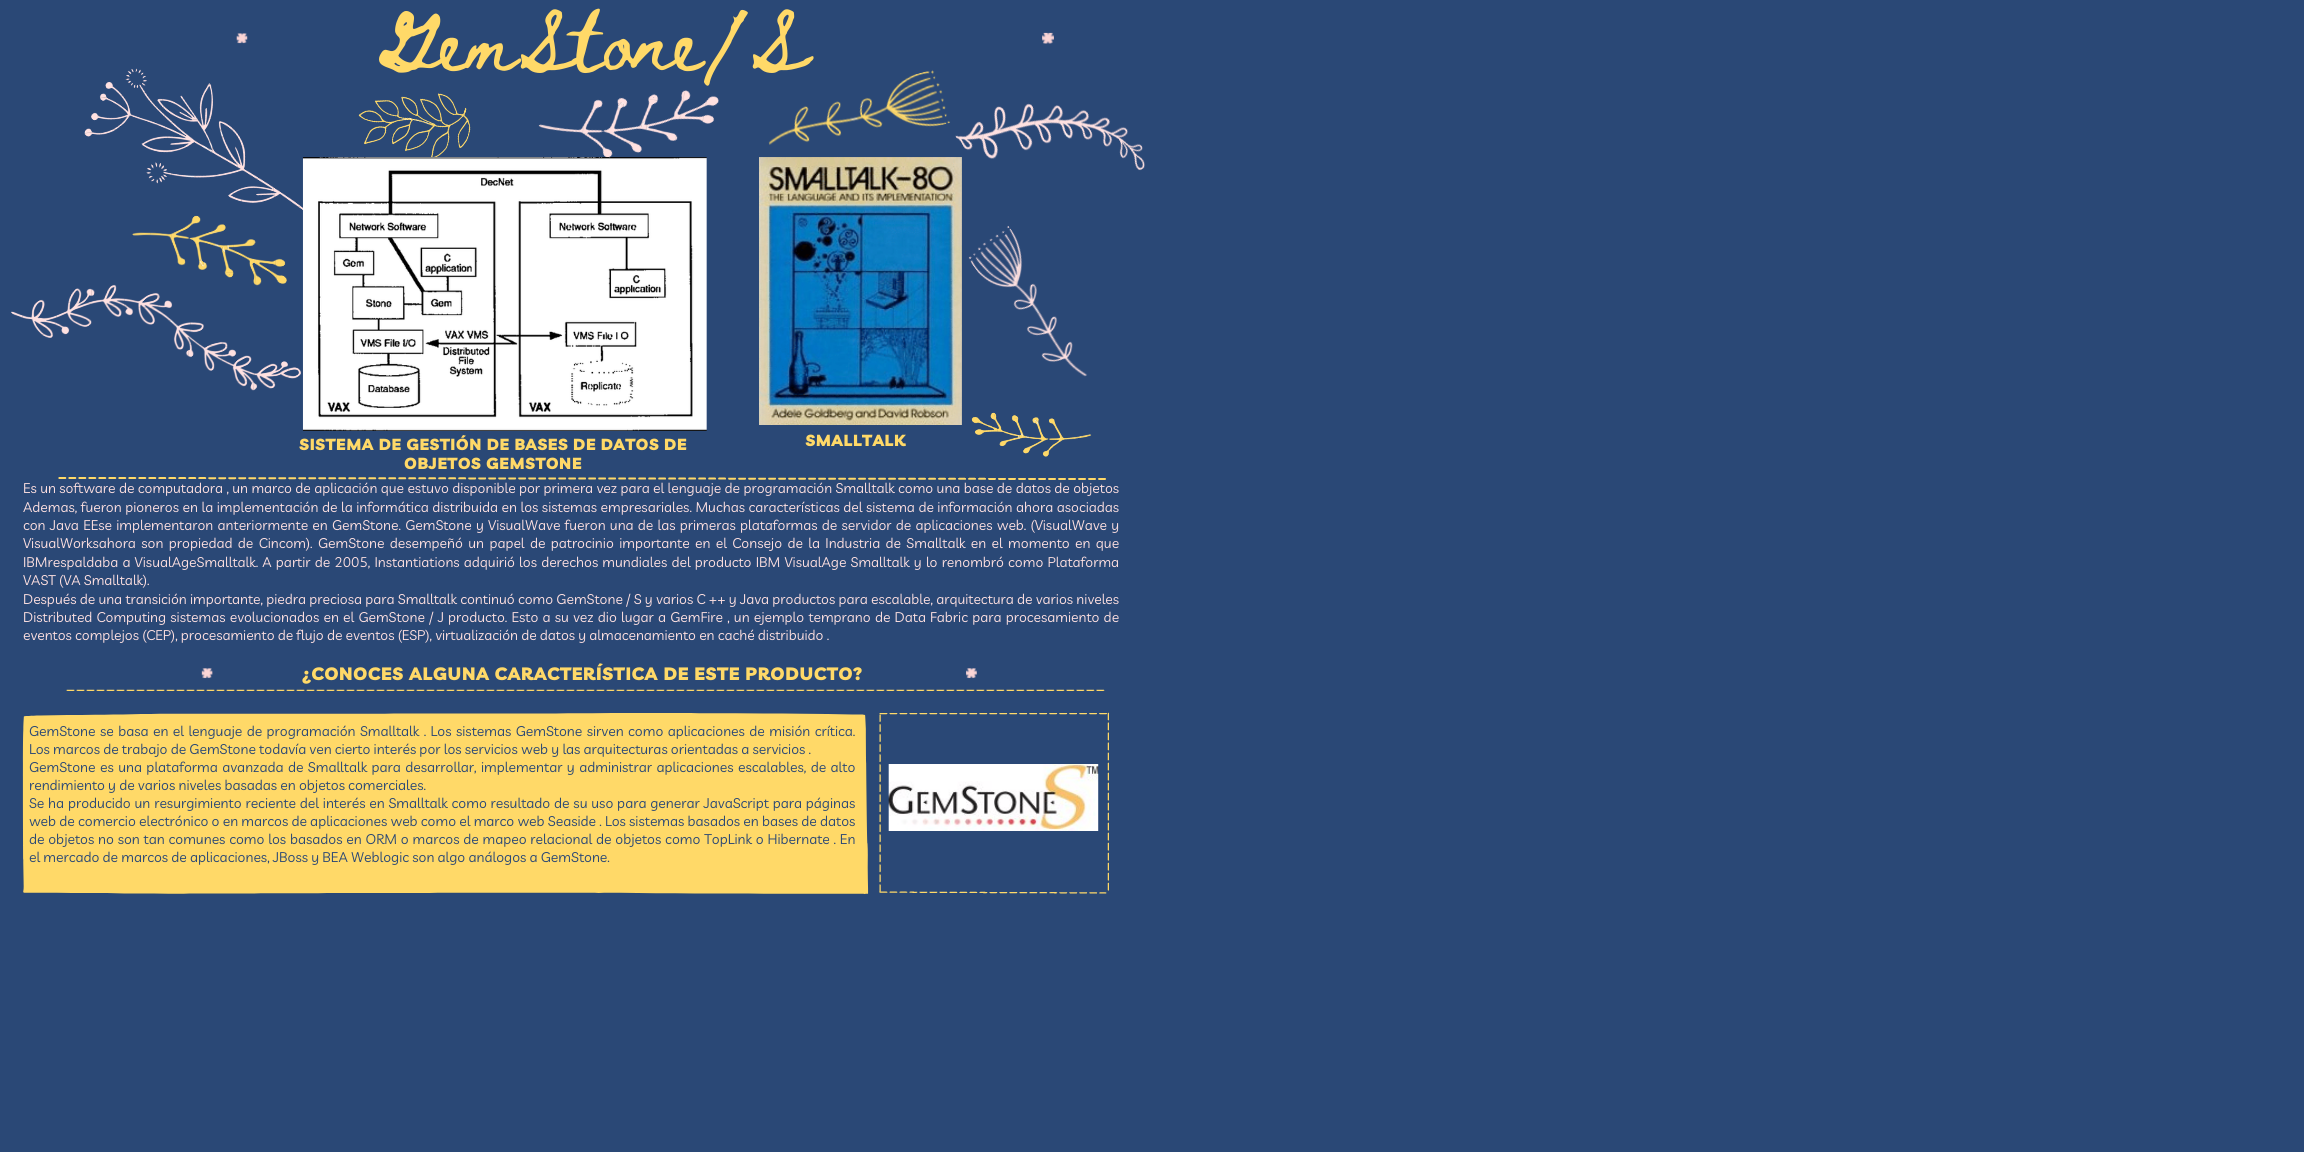 GemStone/ S
DecNet
Network Software
Network Software
Gem
C
application
C
application
Stone
Gem
VMS File I/O
VAX VMS
Distributed
File
System
VMS File I O
Database
Replicate
VAX
VAX
SMALLTALK-80
THE LANGUAGE AND ITS IMPLEMENTATION
Adele Goldberg and David Robson
SISTEMA DE GESTIÓN DE BASES DE DATOS DE
OBJETOS GEMSTONE
SMALLTALK
Es un software de computadora , un marco de aplicación que estuvo disponible por primera vez para el lenguaje de programación Smalltalk como una base de datos de objetos
Ademas, fueron pioneros en la implementación de la informática distribuida en los sistemas empresariales. Muchas características del sistema de información ahora asociadas
con Java EEse implementaron anteriormente en GemStone. GemStone y VisualWave fueron una de las primeras plataformas de servidor de aplicaciones web. (VisualWave y
VisualWorksahora son propiedad de Cincom). GemStone desempeñó un papel de patrocinio importante en el Consejo de la Industria de Smalltalk en el momento en que
IBMrespaldaba a VisualAgeSmalltalk. A partir de 2005, Instantiations adquirió los derechos mundiales del producto IBM VisualAge Smalltalk y lo renombró como Plataforma
VAST (VA Smalltalk).
Después de una transición importante, piedra preciosa para Smalltalk continuó como GemStone / S y varios C ++ y Java productos para escalable, arquitectura de varios niveles
Distributed Computing sistemas evolucionados en el GemStone / J producto. Esto a su vez dio lugar a GemFire , un ejemplo temprano de Data Fabric para procesamiento de
eventos complejos (CEP), procesamiento de flujo de eventos (ESP), virtualización de datos y almacenamiento en caché distribuido .
¿CONOCES ALGUNA CARACTERÍSTICA DE ESTE PRODUCTO?
GemStone se basa en el lenguaje de programación Smalltalk . Los sistemas GemStone sirven como aplicaciones de misión crítica.
Los marcos de trabajo de GemStone todavía ven cierto interés por los servicios web y las arquitecturas orientadas a servicios .
GemStone es una plataforma avanzada de Smalltalk para desarrollar, implementar y administrar aplicaciones escalables, de alto
rendimiento y de varios niveles basadas en objetos comerciales.
Se ha producido un resurgimiento reciente del interés en Smalltalk como resultado de su uso para generar JavaScript para páginas
web de comercio electrónico o en marcos de aplicaciones web como el marco web Seaside . Los sistemas basados en bases de datos
de objetos no son tan comunes como los basados en ORM o marcos de mapeo relacional de objetos como TopLink o Hibernate . En
el mercado de marcos de aplicaciones, JBoss y BEA Weblogic son algo análogos a GemStone.
GEMSTONE S TM